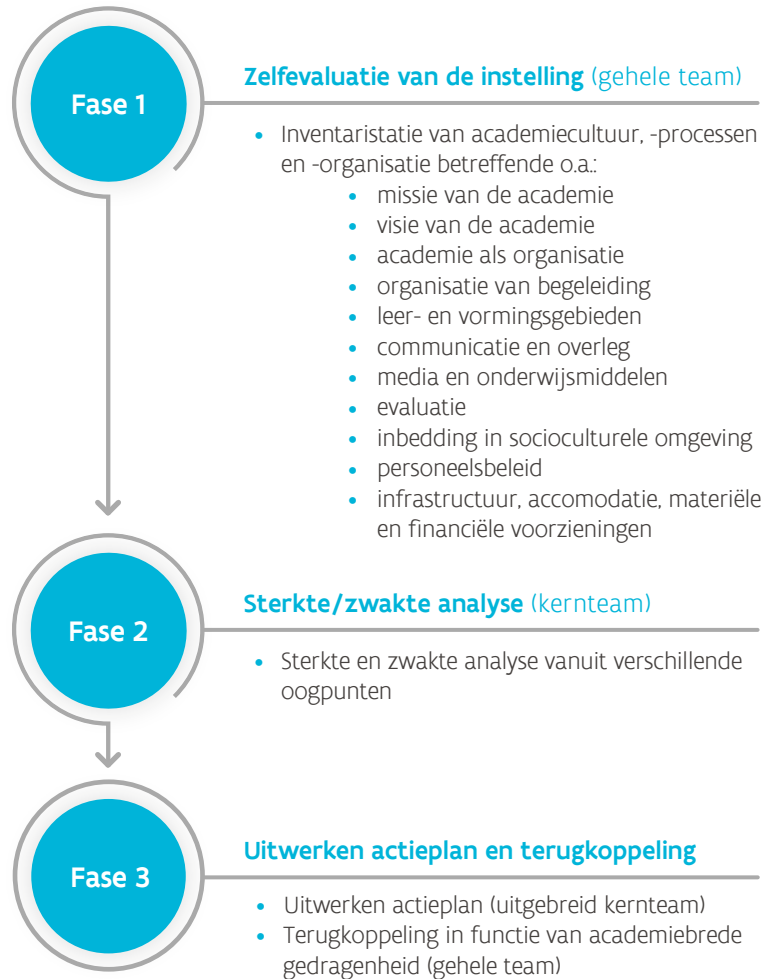 Fase 1
Zelfevaluatie van de instelling (gehele team)
• Inventaristatie van academiecultuur, -processen
en -organisatie betreffende o.a.:
• missie van de academie
• visie van de academie
• academie als organisatie
• organisatie van begeleiding
• leer- en vormingsgebieden
• communicatie en overleg
• media en onderwijsmiddelen
• evaluatie
• inbedding in socioculturele omgeving
• personeelsbeleid
• infrastructuur, accomodatie, materiële
en financiële voorzieningen
Fase 2
Sterkte/zwakte analyse (kernteam)
• Sterkte en zwakte analyse vanuit verschillende
oogpunten
Fase 3
Uitwerken actieplan en terugkoppeling
• Uitwerken actieplan (uitgebreid kernteam)
• Terugkoppeling in functie van academiebrede
gedragenheid (gehele team)